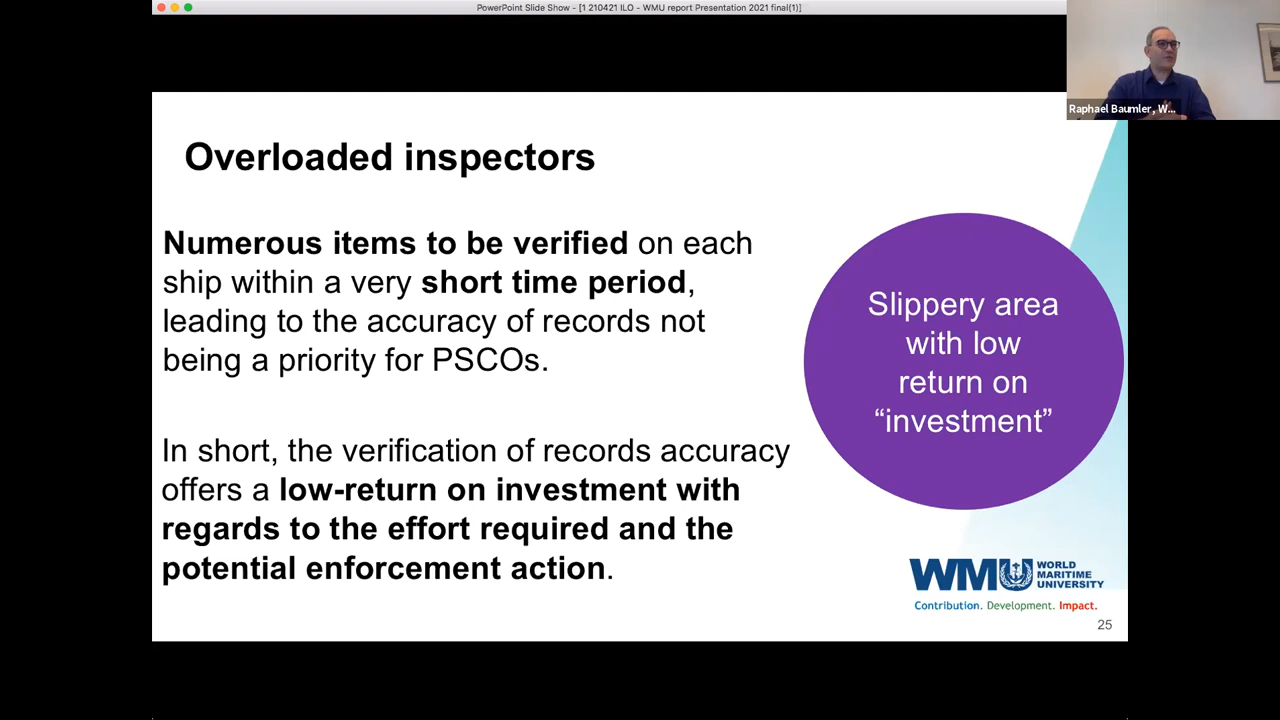 PowerPoint Slide Show - [1 210421 ILO - WMU report Presentation 2021 final(1)]
Raphael Baumler, W...
Overloaded inspectors
Numerous items to be verified on each
ship within a very short time period,
leading to the accuracy of records not
being a priority for PSCOs.
In short, the verification of records accuracy
offers a low-return on investment with
regards to the effort required and the
potential enforcement action.
Slippery area
with low
return on
“investment”
WMU WORLD
MARITIME
UNIVERSITY
Contribution. Development. Impact.
25